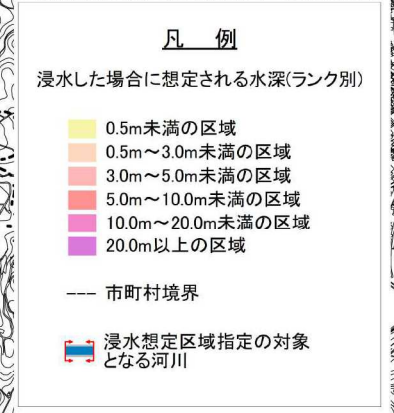 凡 例
浸水した場合に想定される水深(ランク別)
0.5m未満の区域
0.5m～3.0m未満の区域
3.0m～5.0m未満の区域
5.0m～10.0m未満の区域
10.0m～20.0m未満の区域
20.0m以上の区域
市町村境界
浸水想定区域指定の対象
となる河川